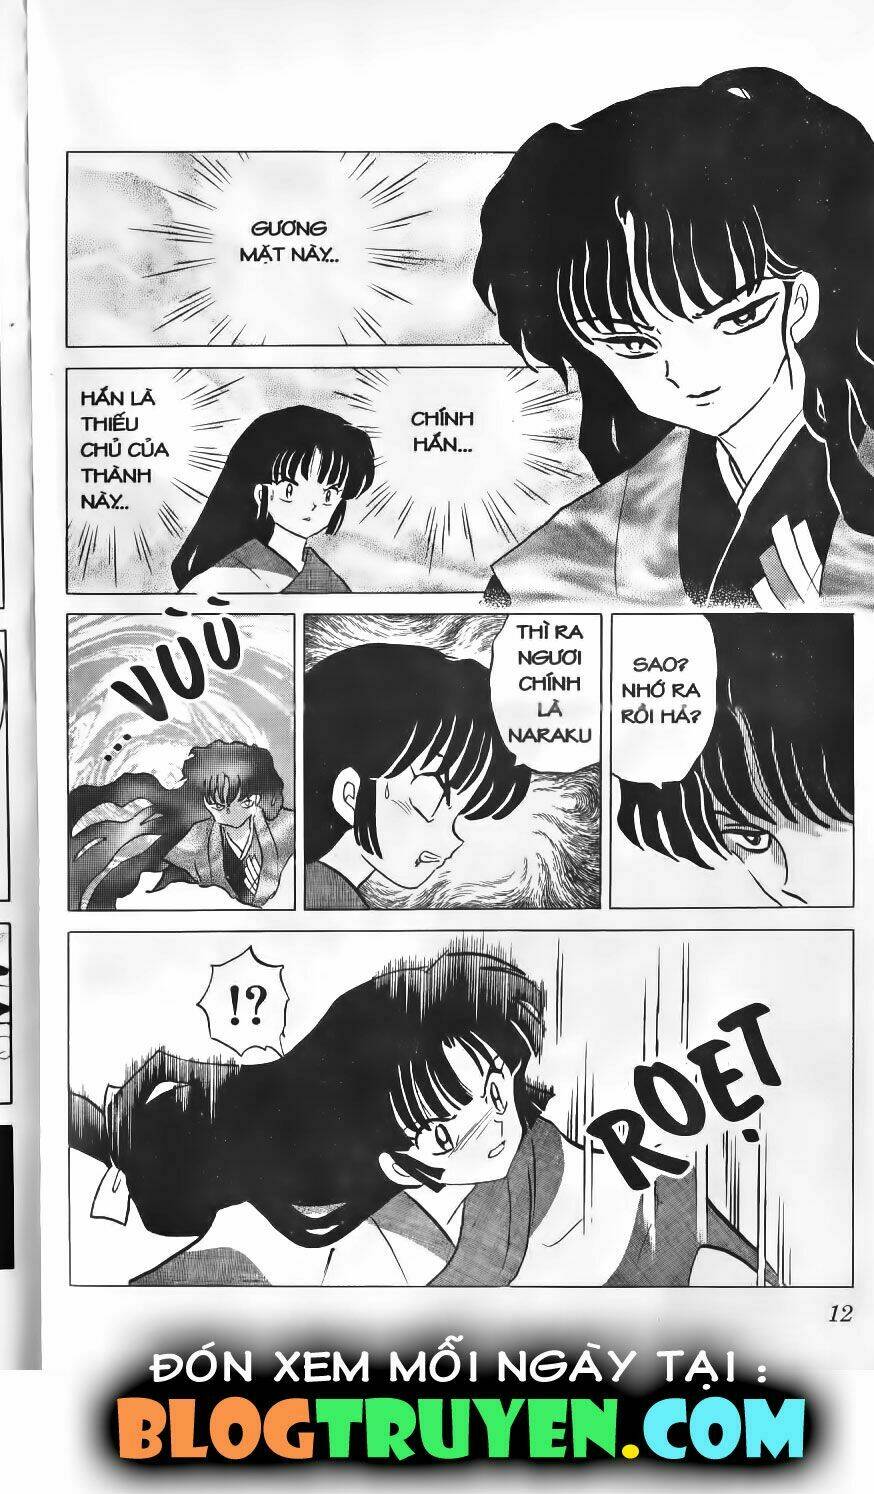 GƯƠNG
MẶT NÀY...
HẮN LÀ
THIẾU
CHỦ CỦA
THÀNH
NÀY...
CHÍNH
HẮN...
...VÙÙ
THÌ RA
NGƯƠI
CHÍNH
LÀ
NARAKU
SAO?
NHỚ RA
RỒI HẢ?
!?
ROẸT
12
ĐÓN XEM MỖI NGÀY TẠI :
BLOGTRUYEN.COM